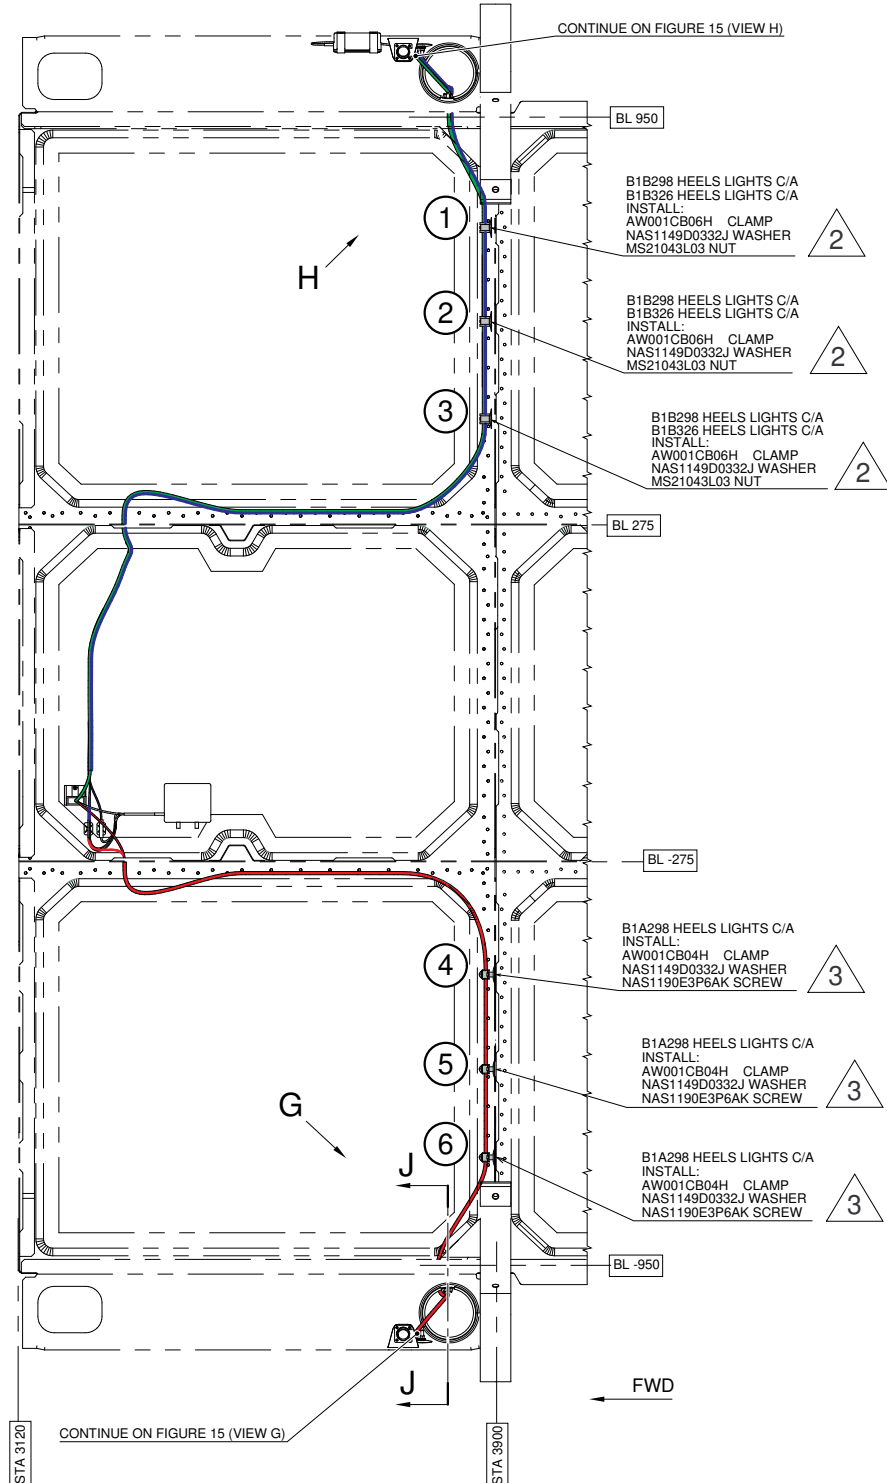 CONTINUE ON FIGURE 15 (VIEW H)
BL 950
B1B298 HEELS LIGHTS C/A
B1B326 HEELS LIGHTS C/A
INSTALL:
AW001CB06H CLAMP
NAS1149D0332J WASHER
MS21043L03 NUT
2
1
H
B1B298 HEELS LIGHTS C/A
B1B326 HEELS LIGHTS C/A
INSTALL:
AW001CB06H CLAMP
NAS1149D0332J WASHER
MS21043L03 NUT
2
2
B1B298 HEELS LIGHTS C/A
B1B326 HEELS LIGHTS C/A
INSTALL:
AW001CB06H CLAMP
NAS1149D0332J WASHER
MS21043L03 NUT
2
3
BL 275
BL -275
B1A298 HEELS LIGHTS C/A
INSTALL:
AW001CB04H CLAMP
NAS1149D0332J WASHER
NAS1190E3P6AK SCREW
3
4
B1A298 HEELS LIGHTS C/A
INSTALL:
AW001CB04H CLAMP
NAS1149D0332J WASHER
NAS1190E3P6AK SCREW
3
5
G
B1A298 HEELS LIGHTS C/A
INSTALL:
AW001CB04H CLAMP
NAS1149D0332J WASHER
NAS1190E3P6AK SCREW
3
6
J
BL -950
J
FWD
CONTINUE ON FIGURE 15 (VIEW G)
STA 3120
STA 3900